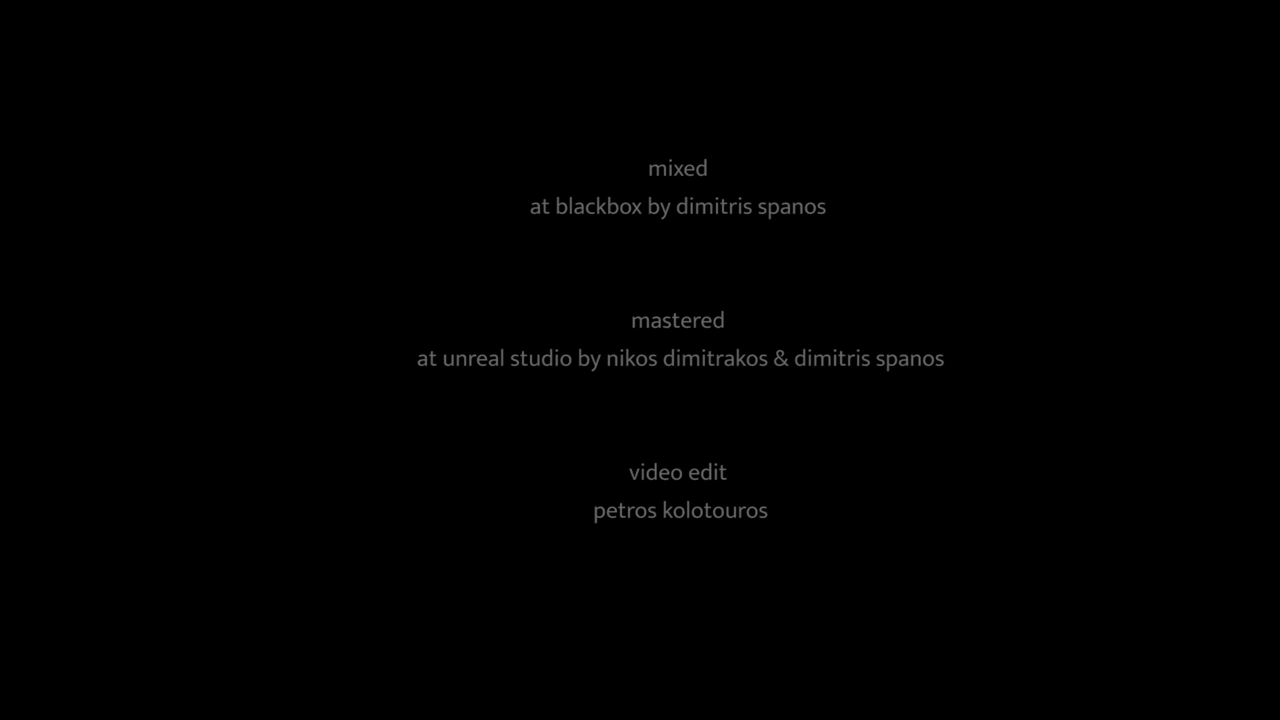 mixed
at blackbox by dimitris spanos
mastered
at unreal studio by nikos dimitrakos & dimitris spanos
video edit
petros kolotouros